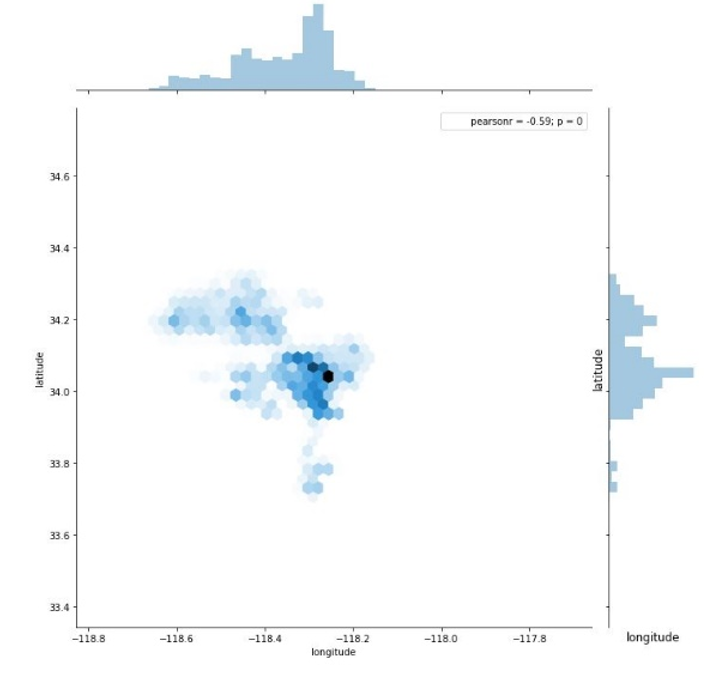 pearsonr = -0.59; p = 0
34.6
34.4
34.2
34.0
33.8
33.6
33.4
latitude
latitude
−118.8
−118.6
−118.4
−118.2
−118.0
−117.8
longitude
longitude